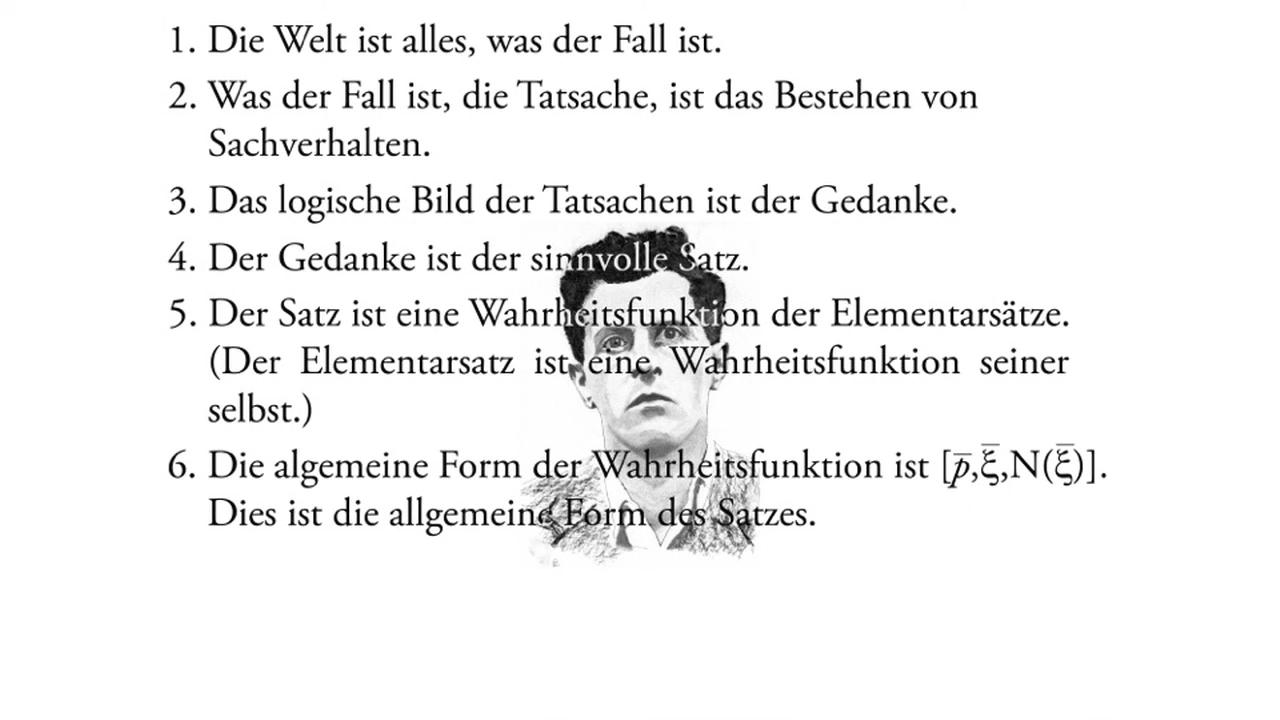 1. Die Welt ist alles, was der Fall ist.
2. Was der Fall ist, die Tatsache, ist das Bestehen von
Sachverhalten.
3. Das logische Bild der Tatsachen ist der Gedanke.
4. Der Gedanke ist der sinnvolle Satz.
5. Der Satz ist eine Wahrheitsfunktion der Elementarsätze.
(Der Elementarsatz ist eine Wahrheitsfunktion seiner
selbst.)
6. Die algemeine Form der Wahrheitsfunktion ist [p̅,ξ̅,N(ξ̅)].
Dies ist die allgemeine Form des Satzes.